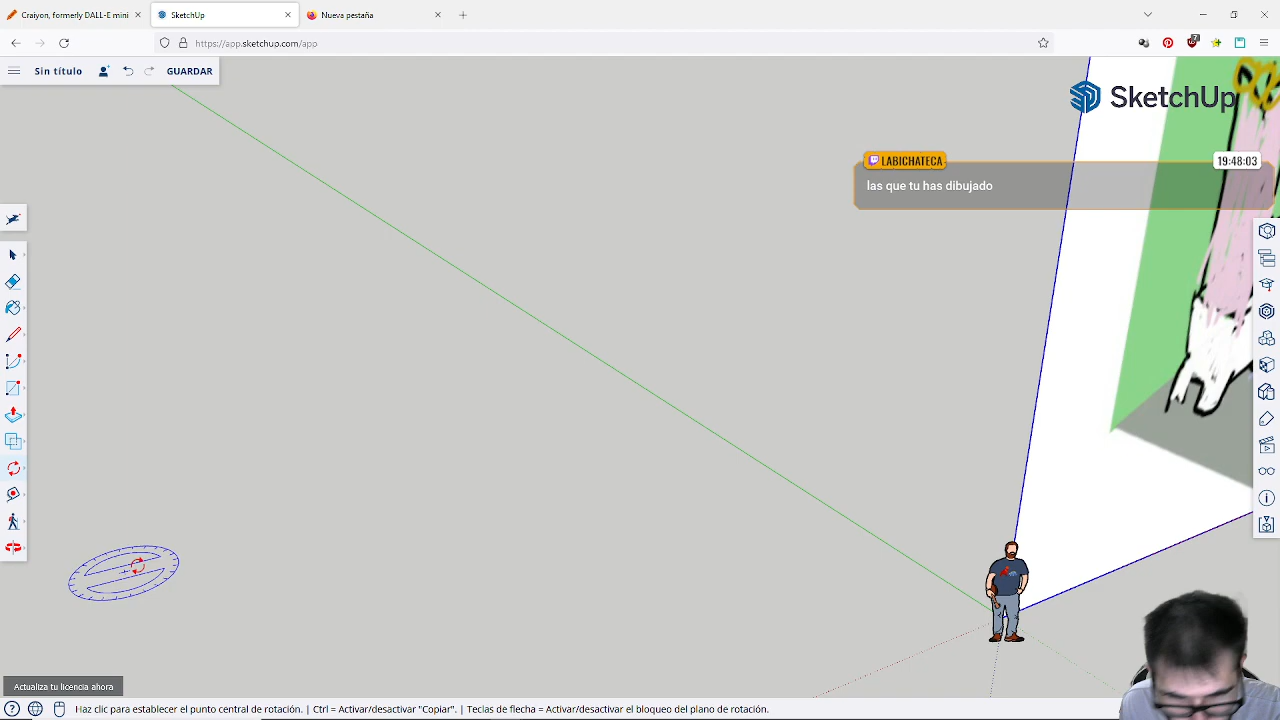 Craiyon, formerly DALL-E mini
SketchUp
Nueva pestaña
https://app.sketchup.com/app
7
Sin título
GUARDAR
SketchUp
LABICHATECA
19:48:03
las que tu has dibujado
Actualiza tu licencia ahora
Haz clic para establecer el punto central de rotación. | Ctrl = Activar/desactivar "Copiar". | Teclas de flecha = Activar/desactivar el bloqueo del plano de rotación.